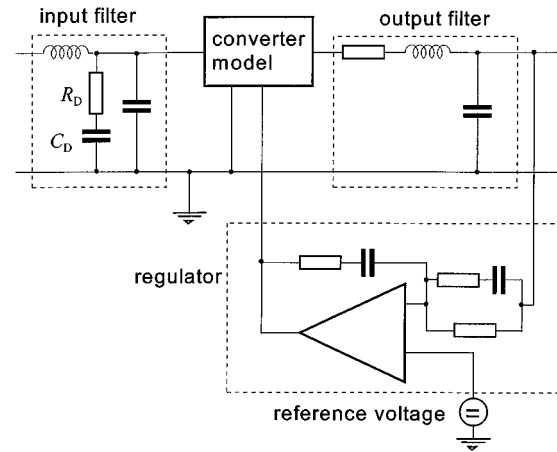 input filter
converter
model
output filter
R_D
C_D
regulator
reference voltage